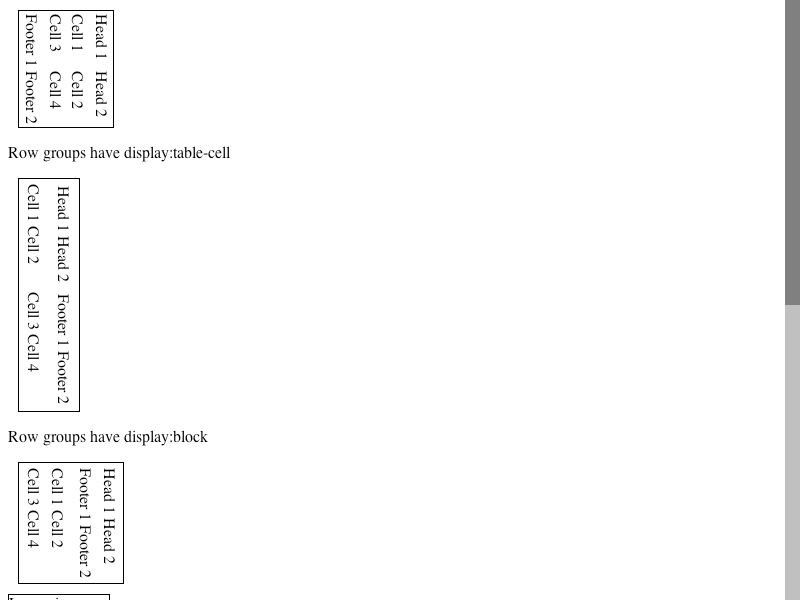 Head 1 Head 2
Cell 1 Cell 2
Cell 3 Cell 4
Footer 1 Footer 2
Row groups have display:table-cell
Head 1 Head 2 Footer 1 Footer 2
Cell 1 Cell 2 Cell 3 Cell 4
Row groups have display:block
Head 1 Head 2
Footer 1 Footer 2
Cell 1 Cell 2
Cell 3 Cell 4